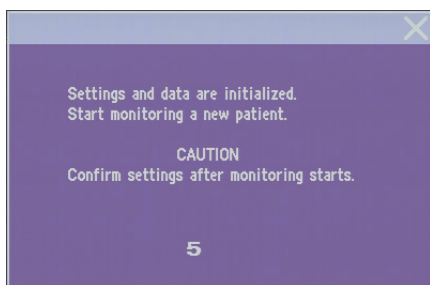 Settings and data are initialized.
Start monitoring a new patient.
CAUTION
Confirm settings after monitoring starts.
5